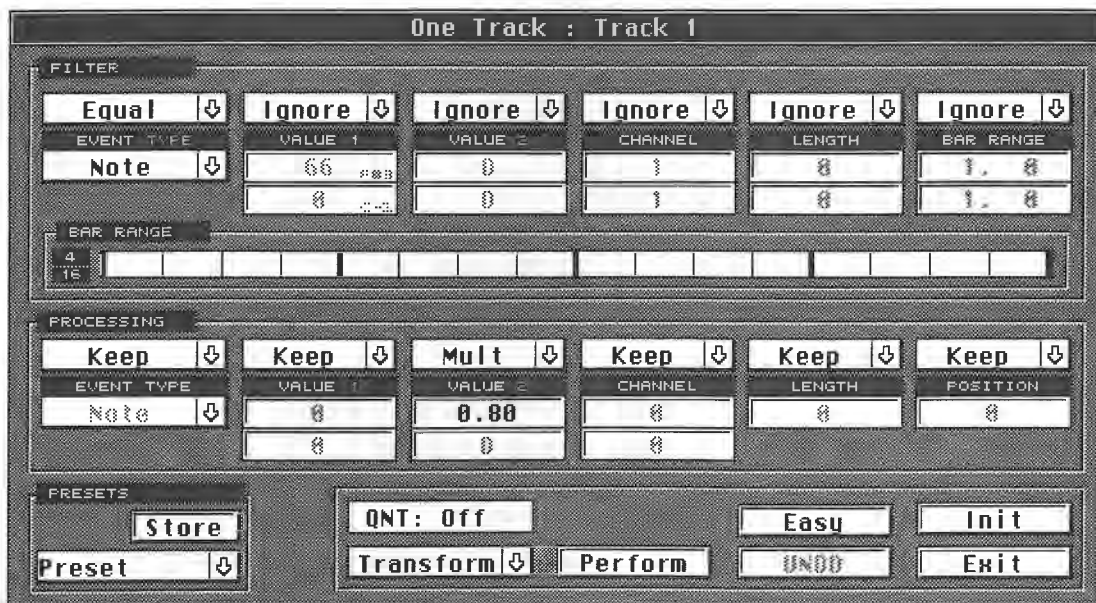 One Track : Track 1
FILTER
Equal Ignore Ignore Ignore Ignore Ignore
EVENT TYPE VALUE 1 VALUE 2 CHANNEL LENGTH BAR RANGE
Note 66 0 1 0 1. 0
0 0 1 0 1. 0
BAR RANGE
4
16
PROCESSING
Keep Keep Mult Keep Keep Keep
EVENT TYPE VALUE 1 VALUE 2 CHANNEL LENGTH POSITION
Note 0 0.80 0 0 0
0 0 0
PRESETS
Store QNT: Off Easy Init
Preset Transform Perform UNDO Exit